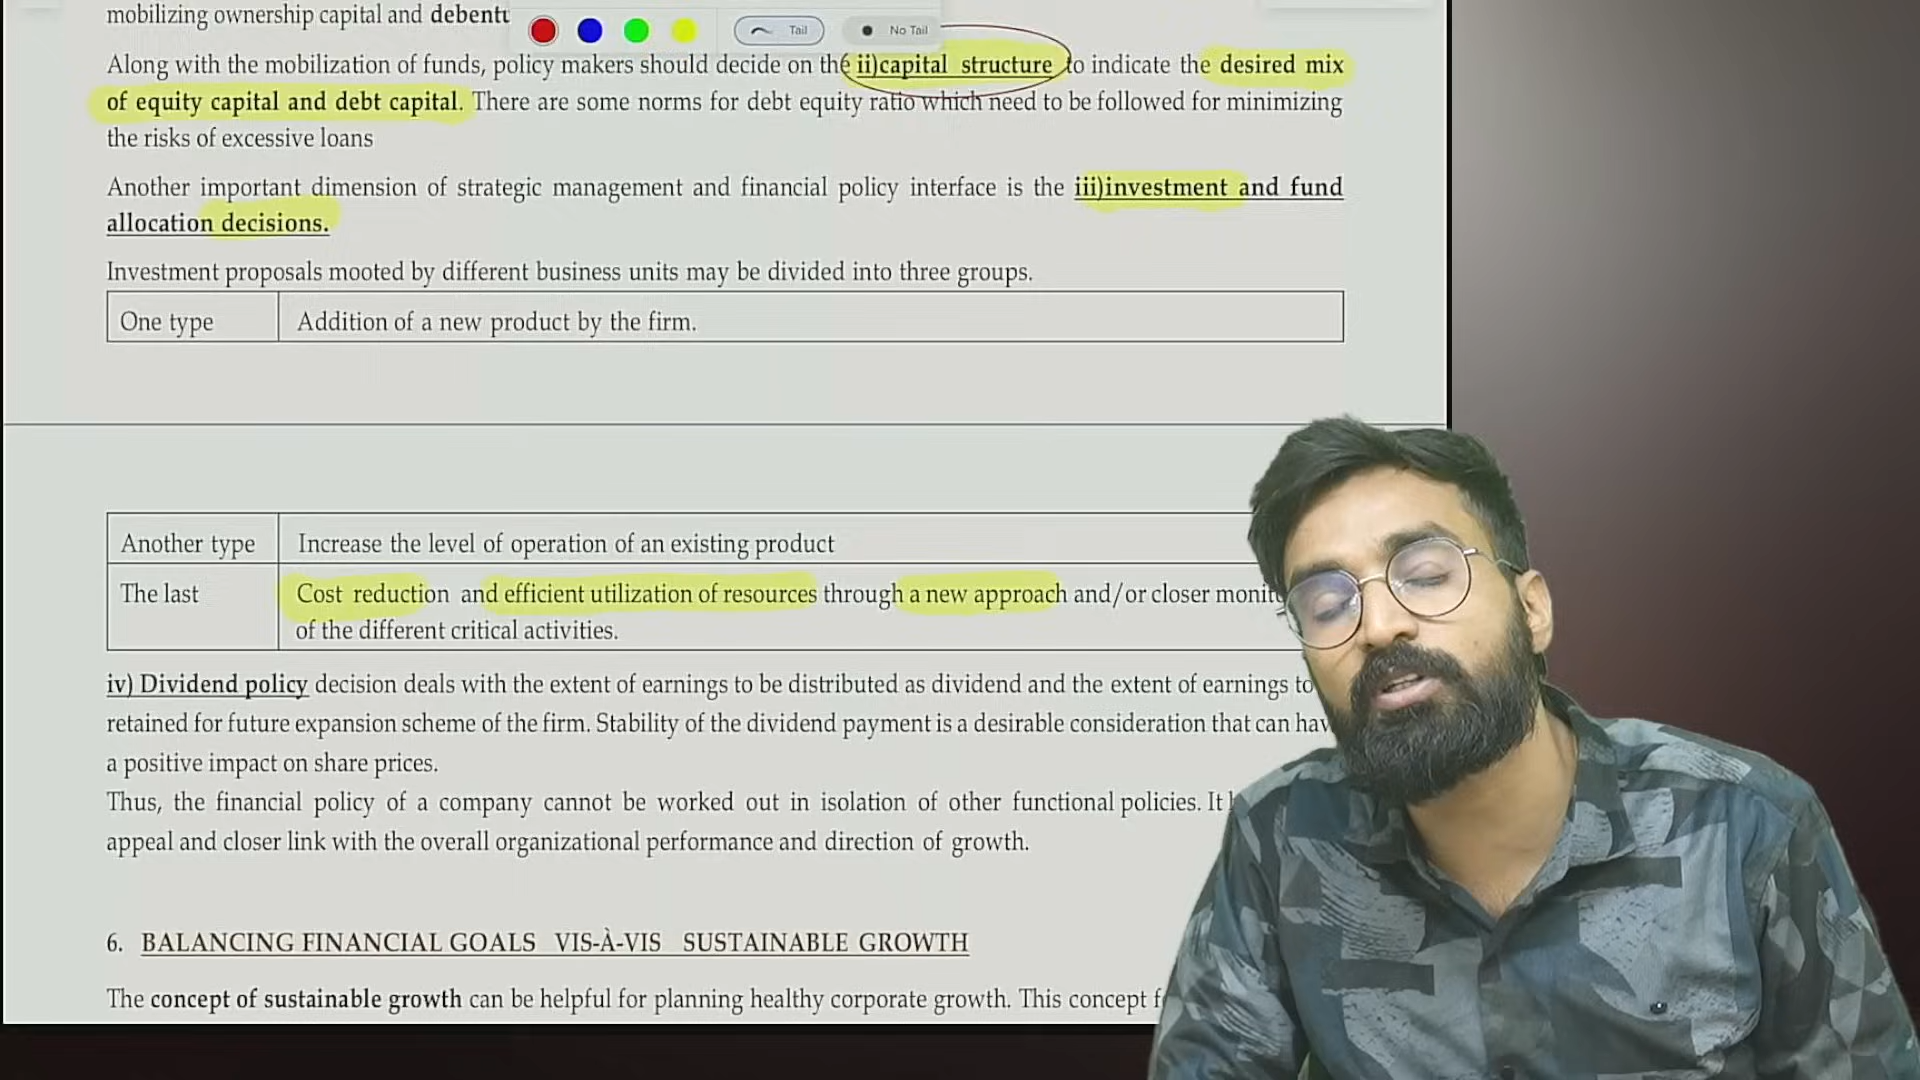 mobilizing ownership capital and
Tail
No Tail
Along with the mobilization of funds, policy makers should decide on the ii)capital structure to indicate the desired mix
of equity capital and debt capital. There are some norms for debt equity ratio which need to be followed for minimizing
the risks of excessive loans
Another important dimension of strategic management and financial policy interface is the iii)investment and fund
allocation decisions.
Investment proposals mooted by different business units may be divided into three groups.
One type Addition of a new product by the firm.
Another type Increase the level of operation of an existing product
The last Cost reduction and efficient utilization of resources through a new approach and/or closer
of the different critical activities.
iv) Dividend policy decision deals with the extent of earnings to be distributed as dividend and the extent of earnings to
retained for future expansion scheme of the firm. Stability of the dividend payment is a desirable consideration that can
a positive impact on share prices.
Thus, the financial policy of a company cannot be worked out in isolation of other functional policies. It
appeal and closer link with the overall organizational performance and direction of growth.
6. BALANCING FINANCIAL GOALS VIS-À-VIS SUSTAINABLE GROWTH
The concept of sustainable growth can be helpful for planning healthy corporate growth. This concept